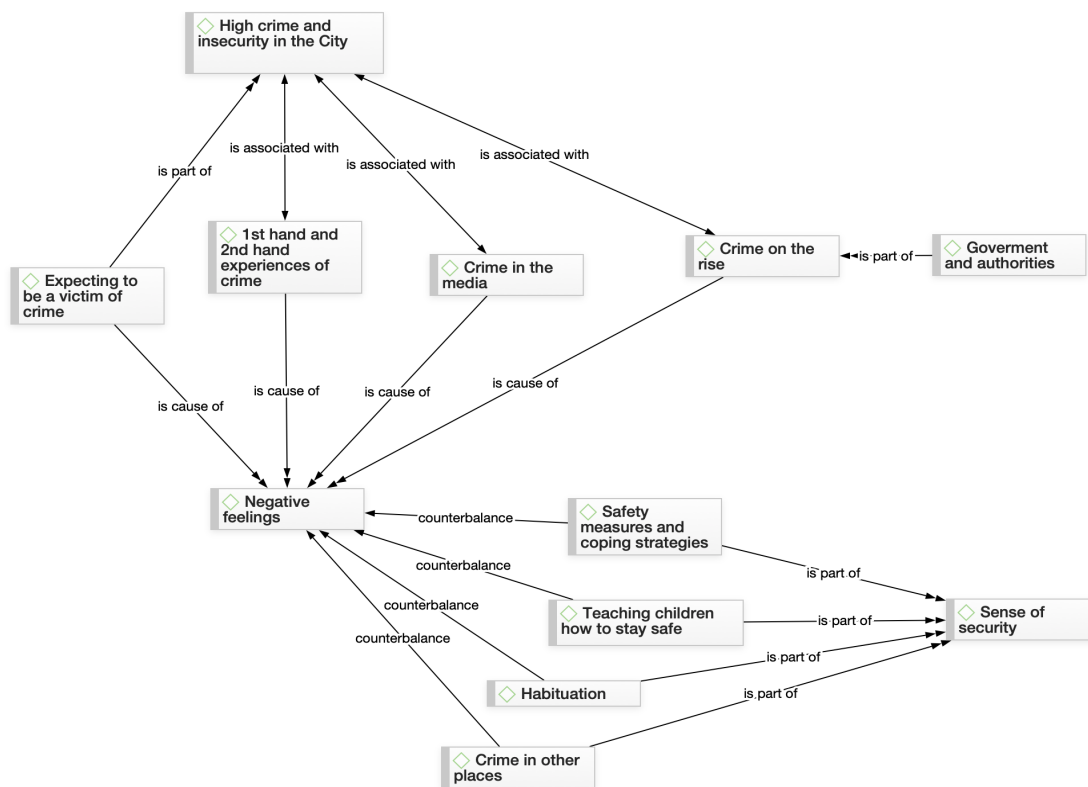 High crime and
insecurity in the City
is associated with
is associated with
is associated with
is part of
1st hand and
2nd hand
experiences of
crime
Crime on the
rise
is part of
Goverment
and authorities
Crime in the
media
Expecting to
be a victim of
crime
is cause of
is cause of
is cause of
is cause of
Negative
feelings
counterbalance
Safety
measures and
coping strategies
counterbalance
is part of
counterbalance
Teaching children
how to stay safe
is part of
Sense of
security
counterbalance
is part of
Habituation
is part of
Crime in other
places